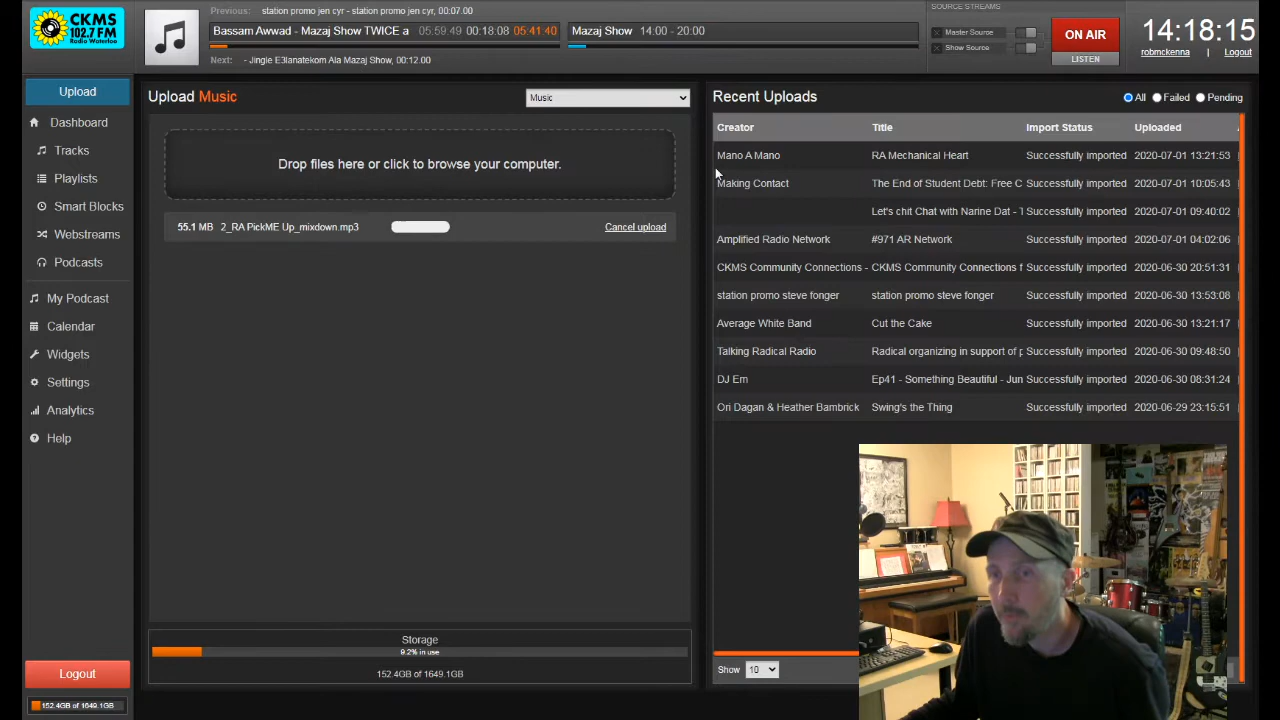 CKMS
102.7 FM
Radio Waterloo
Previous: station promo jen cyr - station promo jen cyr, 00:07.00
Bassam Awwad - Mazaj Show TWICE a 05:59:49 00:18:08 05:41:40
Mazaj Show 14:00 - 20:00
Next: - Jingle E3lanatekom Ala Mazaj Show, 00:12.00
SOURCE STREAMS
Master Source
Show Source
ON AIR
LISTEN
14:18:15
robmckenna | Logout
Upload
Dashboard
Tracks
Playlists
Smart Blocks
Webstreams
Podcasts
My Podcast
Calendar
Widgets
Settings
Analytics
Help
Logout
152.4GB of 1649.1GB
Upload Music
Music
Drop files here or click to browse your computer.
55.1 MB 2_RA PickME Up_mixdown.mp3 Cancel upload
Storage
9.2% in use
152.4GB of 1649.1GB
Recent Uploads
All Failed Pending
Creator Title Import Status Uploaded
Mano A Mano RA Mechanical Heart Successfully imported 2020-07-01 13:21:53
Making Contact The End of Student Debt: Free C Successfully imported 2020-07-01 10:05:43
Let's chit Chat with Narine Dat - T Successfully imported 2020-07-01 09:40:02
Amplified Radio Network #971 AR Network Successfully imported 2020-07-01 04:02:06
CKMS Community Connections - CKMS Community Connections f Successfully imported 2020-06-30 20:51:31
station promo steve fonger station promo steve fonger Successfully imported 2020-06-30 13:53:08
Average White Band Cut the Cake Successfully imported 2020-06-30 13:21:17
Talking Radical Radio Radical organizing in support of p Successfully imported 2020-06-30 09:48:50
DJ Em Ep41 - Something Beautiful - Jun Successfully imported 2020-06-30 08:31:24
Ori Dagan & Heather Bambrick Swing's the Thing Successfully imported 2020-06-29 23:15:51
Show 10